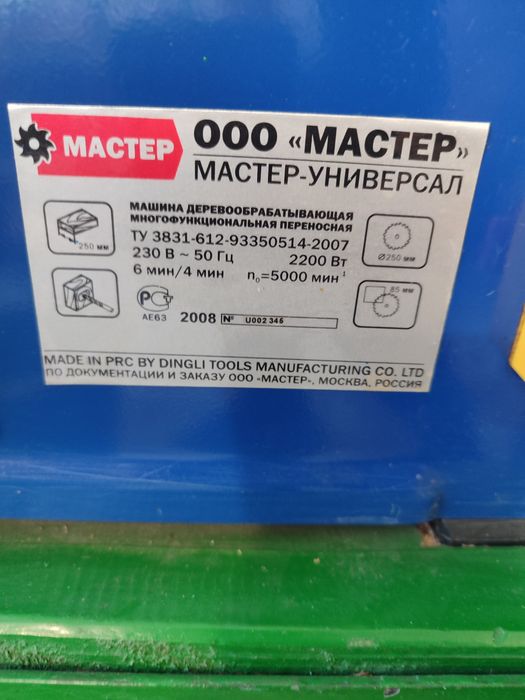 МАСТЕР
ООО «МАСТЕР»
МАСТЕР-УНИВЕРСАЛ
МАШИНА ДЕРЕВООБРАБАТЫВАЮЩАЯ
МНОГОФУНКЦИОНАЛЬНАЯ ПЕРЕНОСНАЯ
250 мм
ТУ 3831-612-93350514-2007
230 В ~ 50 Гц 2200 Вт
6 мин/4 мин n₀=5000 мин⁻¹
Ø250 мм
85 мм
АЕ63
2008 № U002 345
MADE IN PRC BY DINGLI TOOLS MANUFACTURING CO. LTD
ПО ДОКУМЕНТАЦИИ И ЗАКАЗУ ООО «МАСТЕР», МОСКВА, РОССИЯ